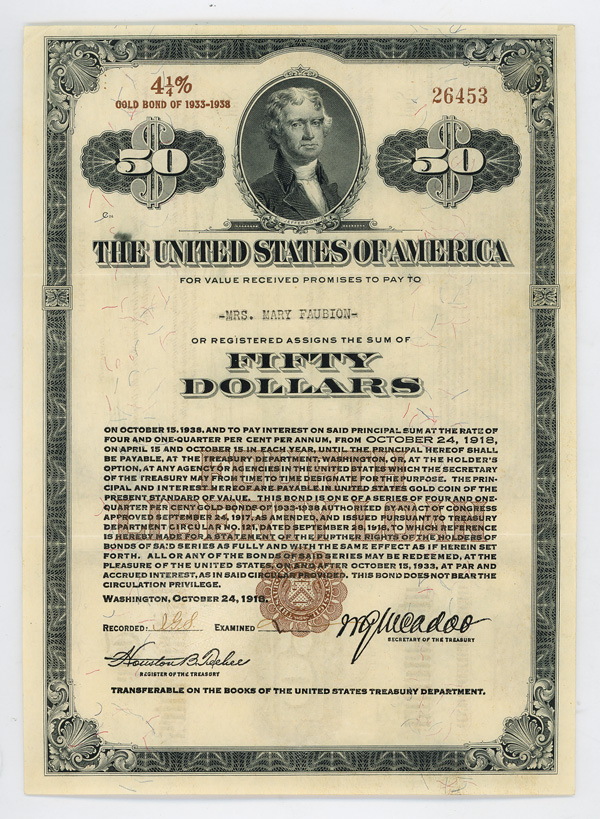 4¼%
GOLD BOND OF 1933-1938
26453
50
50
JEFFERSON
THE UNITED STATES OF AMERICA
FOR VALUE RECEIVED PROMISES TO PAY TO
-MRS. MARY FAUBION-
OR REGISTERED ASSIGNS THE SUM OF
FIFTY
DOLLARS
ON OCTOBER 15, 1938, AND TO PAY INTEREST ON SAID PRINCIPAL SUM AT THE RATE OF
FOUR AND ONE-QUARTER PER CENT PER ANNUM, FROM OCTOBER 24, 1918,
ON APRIL 15 AND OCTOBER 15 IN EACH YEAR, UNTIL THE PRINCIPAL HEREOF SHALL
BE PAYABLE, AT THE TREASURY DEPARTMENT, WASHINGTON, OR, AT THE HOLDER'S
OPTION, AT ANY AGENCY OR AGENCIES IN THE UNITED STATES WHICH THE SECRETARY
OF THE TREASURY MAY FROM TIME TO TIME DESIGNATE FOR THE PURPOSE. THE PRIN-
CIPAL AND INTEREST HEREOF ARE PAYABLE IN UNITED STATES GOLD COIN OF THE
PRESENT STANDARD OF VALUE. THIS BOND IS ONE OF A SERIES OF FOUR AND ONE-
QUARTER PER CENT GOLD BONDS OF 1933-1938 AUTHORIZED BY AN ACT OF CONGRESS
APPROVED SEPTEMBER 24, 1917, AS AMENDED, AND ISSUED PURSUANT TO TREASURY
DEPARTMENT CIRCULAR NO. 121, DATED SEPTEMBER 28, 1918, TO WHICH REFERENCE
IS HEREBY MADE FOR A STATEMENT OF THE FURTHER RIGHTS OF THE HOLDERS OF
BONDS OF SAID SERIES AS FULLY AND WITH THE SAME EFFECT AS IF HEREIN SET
FORTH. ALL OR ANY OF THE BONDS OF SAID SERIES MAY BE REDEEMED, AT THE
PLEASURE OF THE UNITED STATES, ON AND AFTER OCTOBER 15, 1933, AT PAR AND
ACCRUED INTEREST, AS IN SAID CIRCULAR PROVIDED. THIS BOND DOES NOT BEAR THE
CIRCULATION PRIVILEGE.
WASHINGTON, OCTOBER 24, 1918.
RECORDED: EXAMINED
W G McAdoo
SECRETARY OF THE TREASURY
Houston B. Teehee
REGISTER OF THE TREASURY
TRANSFERABLE ON THE BOOKS OF THE UNITED STATES TREASURY DEPARTMENT.